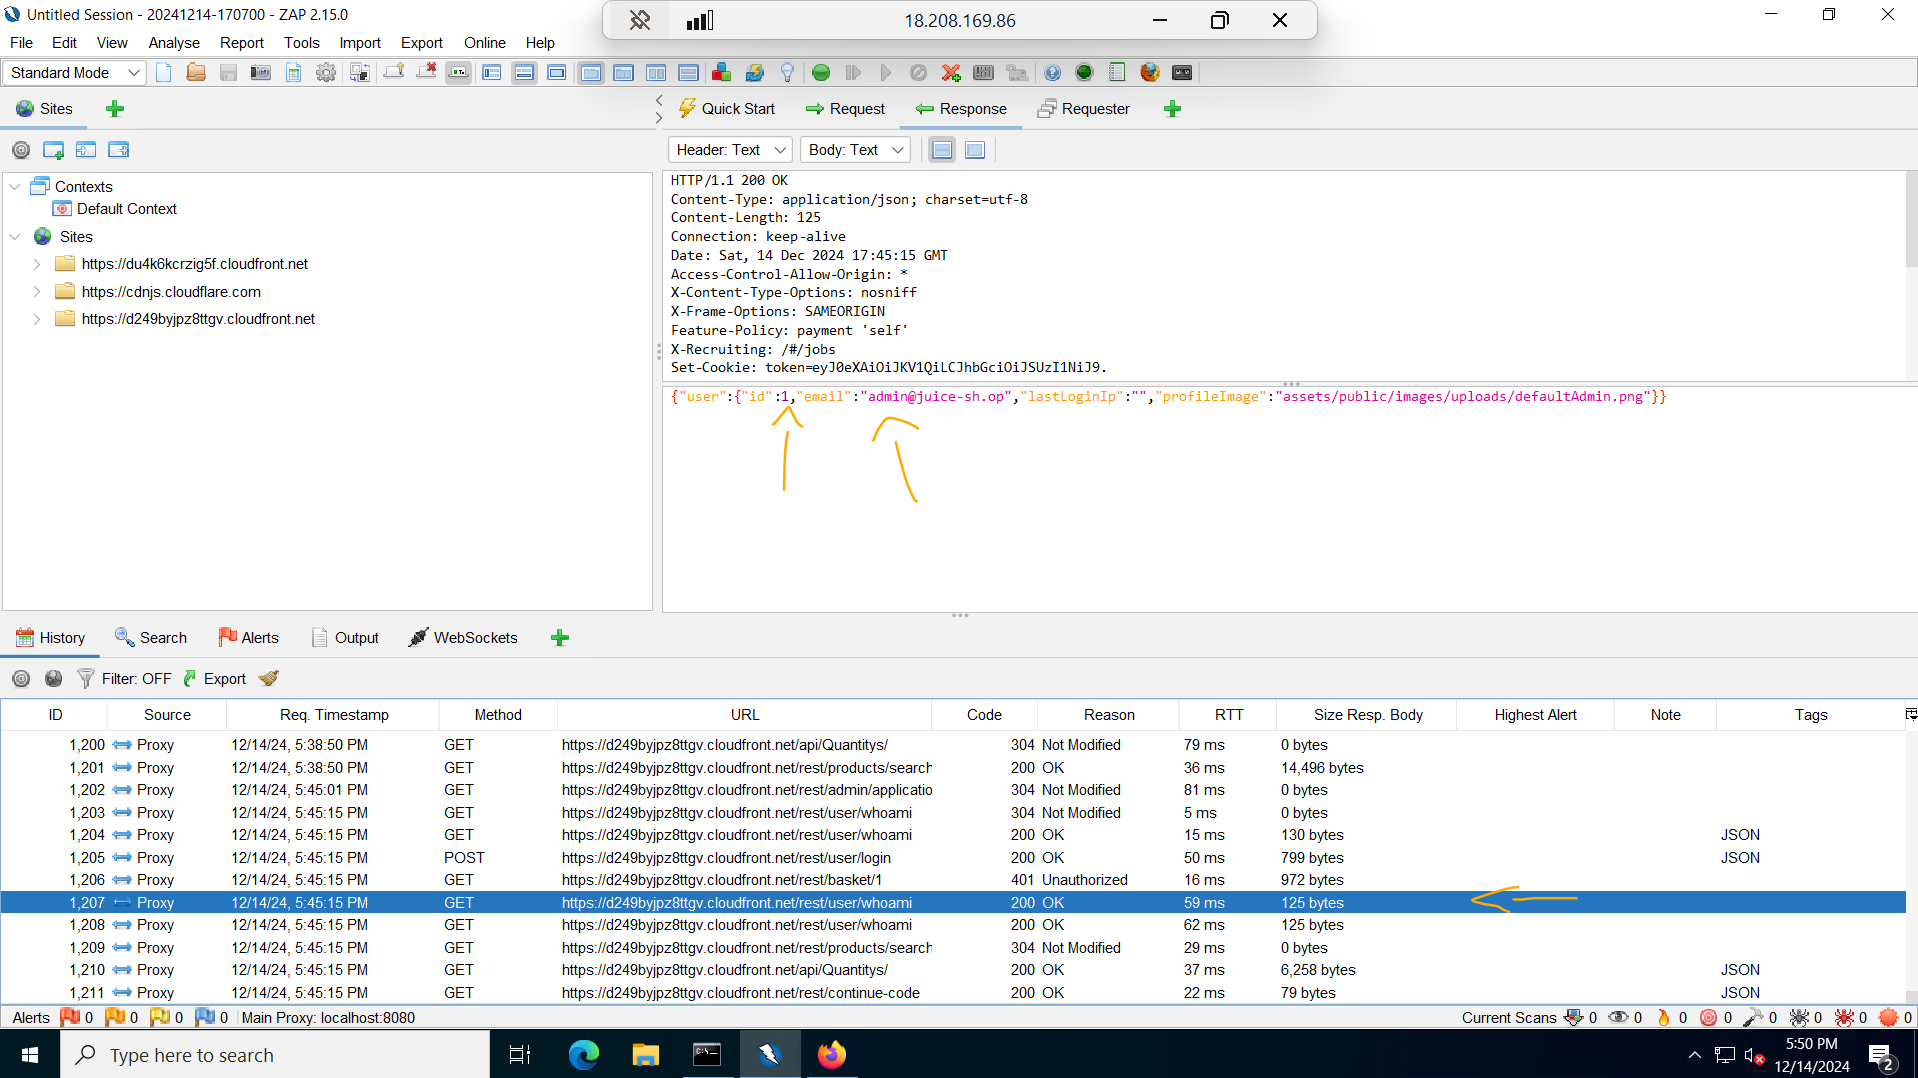 Untitled Session - 20241214-170700 - ZAP 2.15.0
18.208.169.86
File Edit View Analyse Report Tools Import Export Online Help
Standard Mode
Sites
Quick Start Request Response Requester
Header: Text Body: Text
Contexts
Default Context
Sites
https://du4k6kcrzig5f.cloudfront.net
https://cdnjs.cloudflare.com
https://d249byjpz8ttgv.cloudfront.net
HTTP/1.1 200 OK
Content-Type: application/json; charset=utf-8
Content-Length: 125
Connection: keep-alive
Date: Sat, 14 Dec 2024 17:45:15 GMT
Access-Control-Allow-Origin: *
X-Content-Type-Options: nosniff
X-Frame-Options: SAMEORIGIN
Feature-Policy: payment 'self'
X-Recruiting: /#/jobs
Set-Cookie: token=eyJ0eXAiOiJKV1QiLCJhbGciOiJSUzI1NiJ9.
{"user":{"id":1,"email":"admin@juice-sh.op","lastLoginIp":"","profileImage":"assets/public/images/uploads/defaultAdmin.png"}}
History Search Alerts Output WebSockets
Filter: OFF Export
ID Source Req. Timestamp Method URL Code Reason RTT Size Resp. Body Highest Alert Note Tags
1,200 Proxy 12/14/24, 5:38:50 PM GET https://d249byjpz8ttgv.cloudfront.net/api/Quantitys/ 304 Not Modified 79 ms 0 bytes
1,201 Proxy 12/14/24, 5:38:50 PM GET https://d249byjpz8ttgv.cloudfront.net/rest/products/search 200 OK 36 ms 14,496 bytes
1,202 Proxy 12/14/24, 5:45:01 PM GET https://d249byjpz8ttgv.cloudfront.net/rest/admin/applicatio 304 Not Modified 81 ms 0 bytes
1,203 Proxy 12/14/24, 5:45:15 PM GET https://d249byjpz8ttgv.cloudfront.net/rest/user/whoami 304 Not Modified 5 ms 0 bytes
1,204 Proxy 12/14/24, 5:45:15 PM GET https://d249byjpz8ttgv.cloudfront.net/rest/user/whoami 200 OK 15 ms 130 bytes JSON
1,205 Proxy 12/14/24, 5:45:15 PM POST https://d249byjpz8ttgv.cloudfront.net/rest/user/login 200 OK 50 ms 799 bytes JSON
1,206 Proxy 12/14/24, 5:45:15 PM GET https://d249byjpz8ttgv.cloudfront.net/rest/basket/1 401 Unauthorized 16 ms 972 bytes
1,207 Proxy 12/14/24, 5:45:15 PM GET https://d249byjpz8ttgv.cloudfront.net/rest/user/whoami 200 OK 59 ms 125 bytes
1,208 Proxy 12/14/24, 5:45:15 PM GET https://d249byjpz8ttgv.cloudfront.net/rest/user/whoami 200 OK 62 ms 125 bytes
1,209 Proxy 12/14/24, 5:45:15 PM GET https://d249byjpz8ttgv.cloudfront.net/rest/products/search 304 Not Modified 29 ms 0 bytes
1,210 Proxy 12/14/24, 5:45:15 PM GET https://d249byjpz8ttgv.cloudfront.net/api/Quantitys/ 200 OK 37 ms 6,258 bytes JSON
1,211 Proxy 12/14/24, 5:45:15 PM GET https://d249byjpz8ttgv.cloudfront.net/rest/continue-code 200 OK 22 ms 79 bytes JSON
Alerts 0 0 0 0 Main Proxy: localhost:8080 Current Scans 0 0 0 0 0 0 0 0
Type here to search
5:50 PM
12/14/2024
2